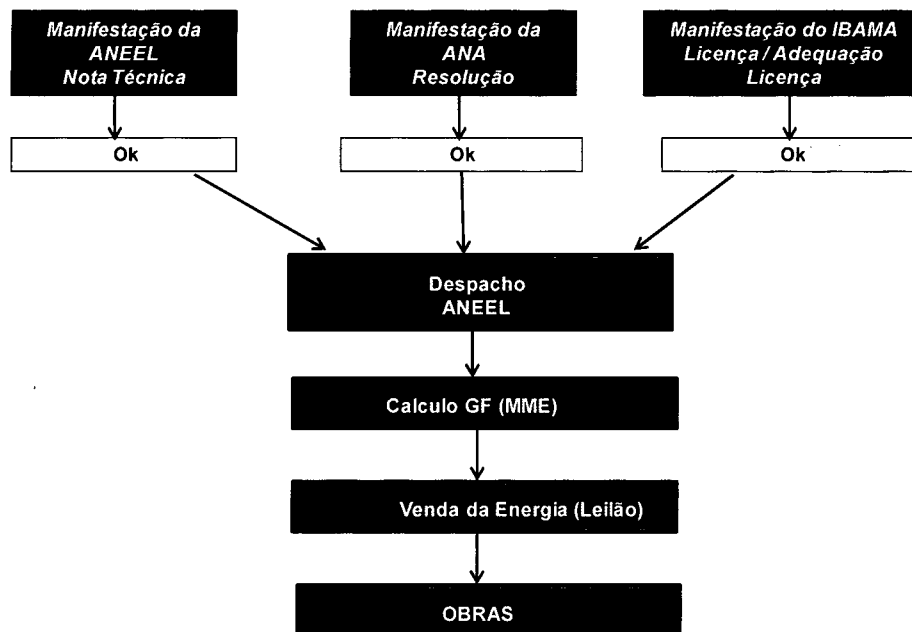 Manifestação da
ANEEL
Nota Técnica
Manifestação da
ANA
Resolução
Manifestação do IBAMA
Licença / Adequação
Licença
Ok
Ok
Ok
Despacho
ANEEL
Calculo GF (MME)
Venda da Energia (Leilão)
OBRAS